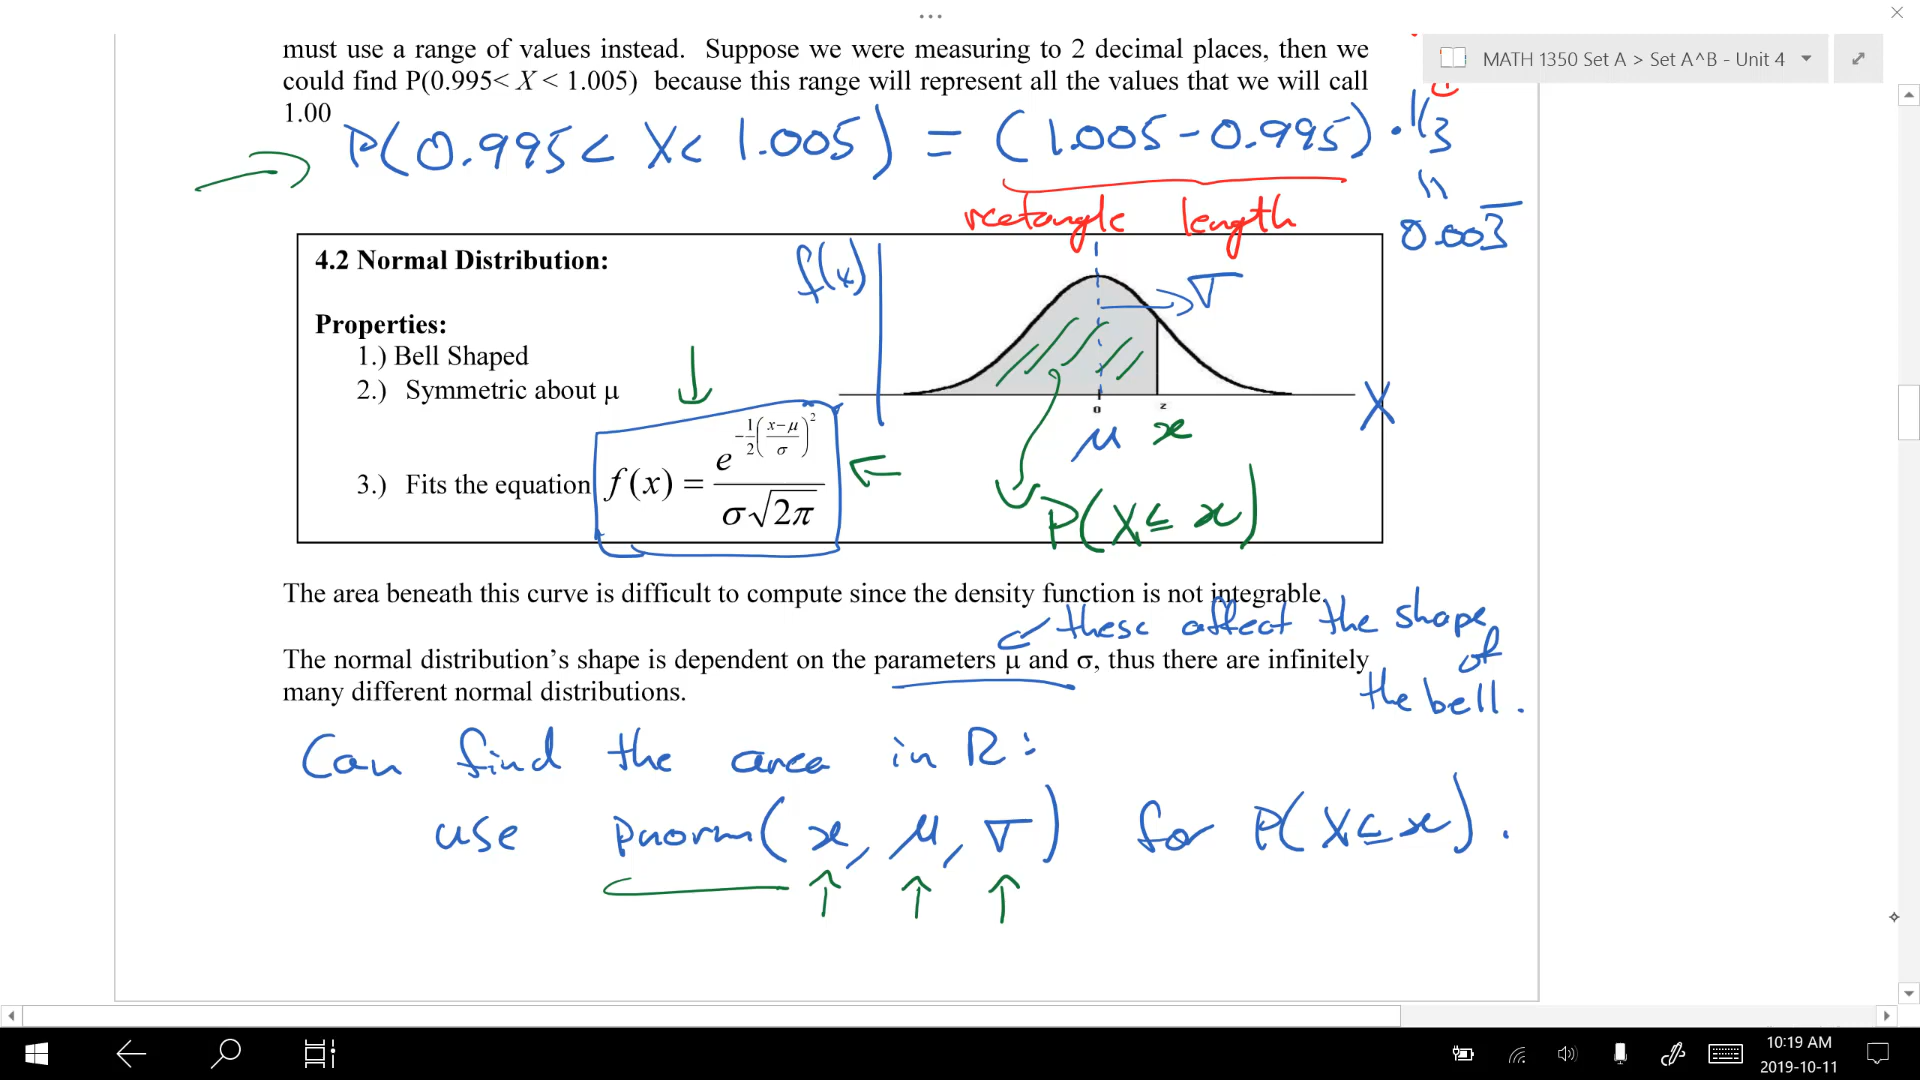 must use a range of values instead.  Suppose we were measuring to 2 decimal places, then we
MATH 1350 Set A > Set A^B - Unit 4
could find P(0.995< X < 1.005)  because this range will represent all the values that we will call
1.00
P(0.995 < X < 1.005) = (1.005 - 0.995) · 1/3
=
rectangle length
0.003̅
4.2 Normal Distribution:
f(x)
σ
Properties:
1.) Bell Shaped
2.) Symmetric about μ
0 z
X
μ x
3.) Fits the equation f(x) = e^(-1/2((x-μ)/σ)^2) / (σ√2π)
P(X ≤ x)
The area beneath this curve is difficult to compute since the density function is not integrable.
these affect the shape of the bell.
The normal distribution's shape is dependent on the parameters μ and σ, thus there are infinitely
many different normal distributions.
Can find the area in R:
use pnorm(x, μ, σ) for P(X ≤ x).
10:19 AM
2019-10-11